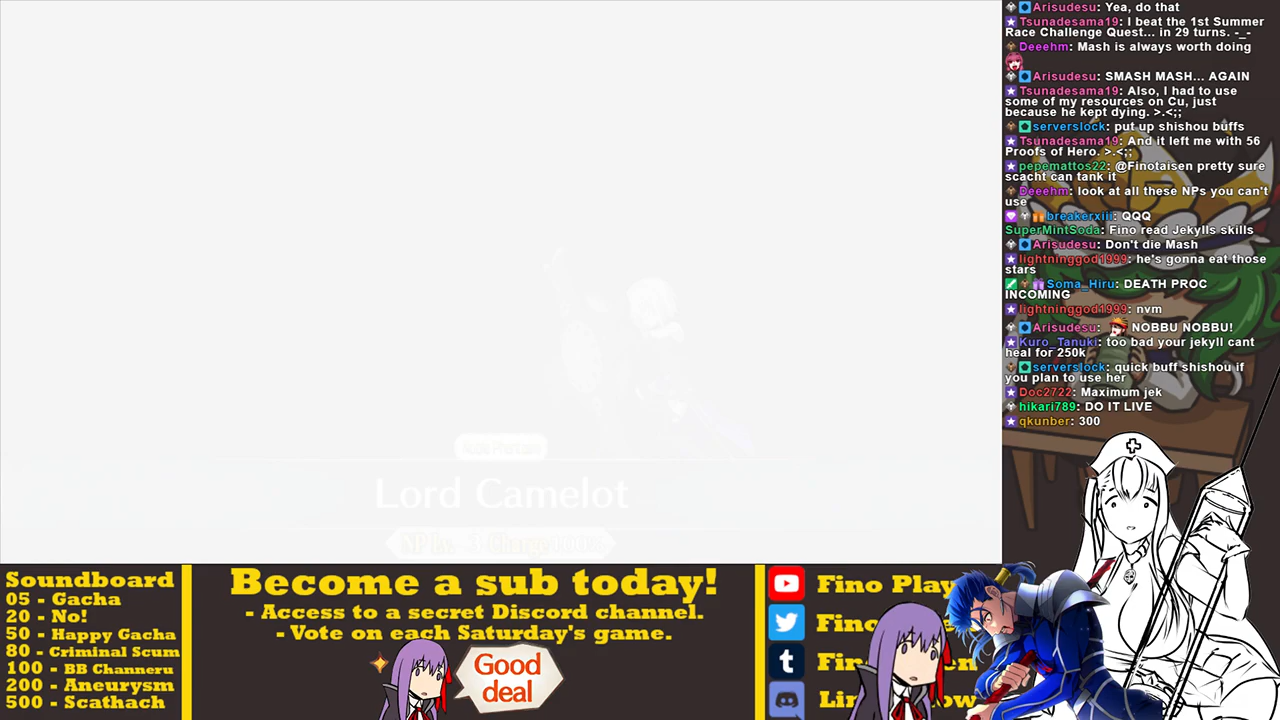 Arisudesu: Yea, do that
Tsunadesama19: I beat the 1st Summer
Race Challenge Quest... in 29 turns. -_-
Deeehm: Mash is always worth doing
Arisudesu: SMASH MASH... AGAIN
Tsunadesama19: Also, I had to use
some of my resources on Cu, just
because he kept dying. >.<;;
serverslock: put up shishou buffs
Tsunadesama19: And it left me with 56
Proofs of Hero. >.<;;
pepemattos22: @Finotaisen pretty sure
scacht can tank it
Deeehm: look at all these NPs you can't
use
breakerxiii: QQQ
SuperMintSoda: Fino read Jekylls skills
Arisudesu: Don't die Mash
lightninggod1999: he's gonna eat those
stars
Soma_Hiru: DEATH PROC
INCOMING
lightninggod1999: nvm
Arisudesu: NOBBU NOBBU!
Kuro_Tanuki: too bad your jekyll cant
heal for 250k
serverslock: quick buff shishou if
you plan to use her
Doc2722: Maximum jek
hikari789: DO IT LIVE
qkunber: 300
Noble Phantasm
Lord Camelot
Soundboard
05 - Gacha
20 - No!
50 - Happy Gacha
80 - Criminal Scum
100 - BB Channeru
200 - Aneurysm
500 - Scathach
Become a sub today!
- Access to a secret Discord channel.
- Vote on each Saturday's game.
Good
deal
Fino Play